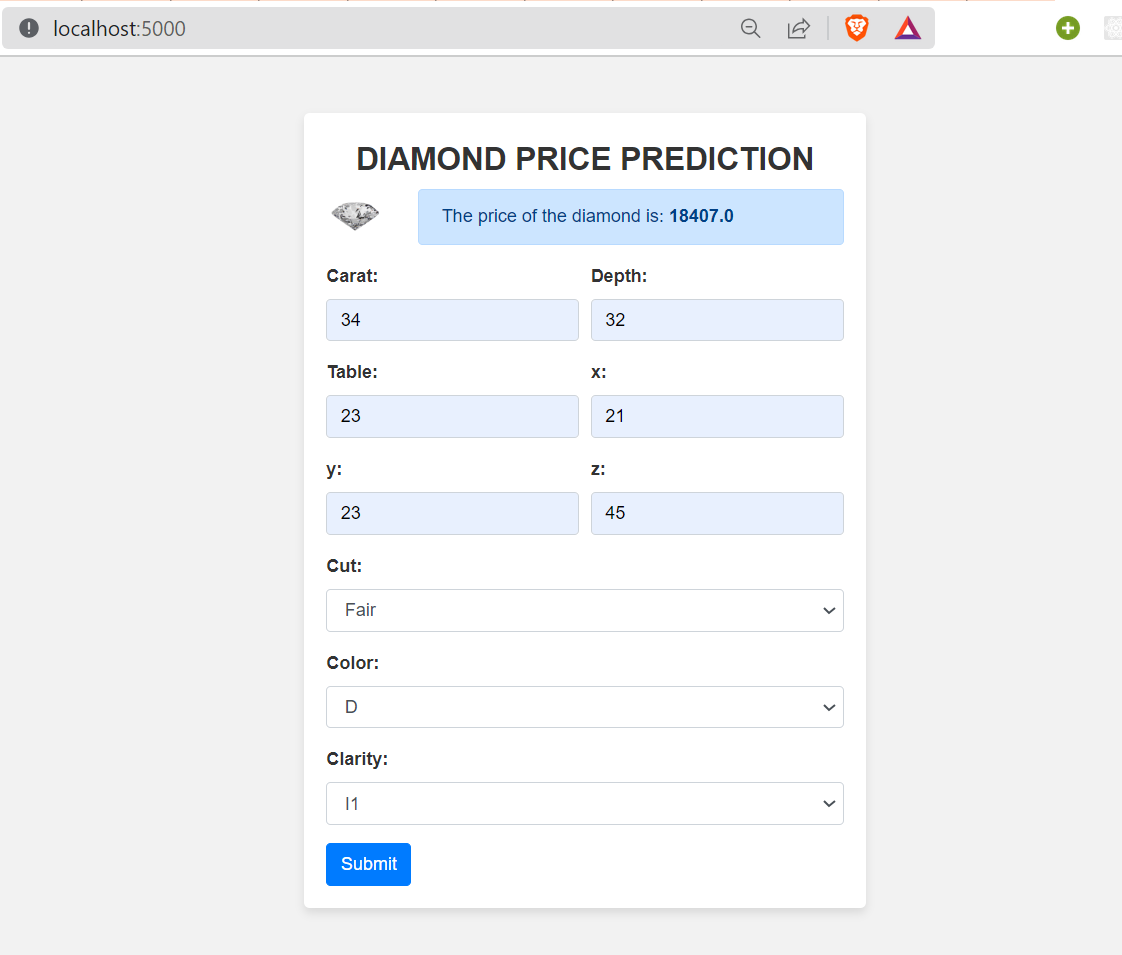 localhost:5000
DIAMOND PRICE PREDICTION
The price of the diamond is: 18407.0
Carat: Depth:
34 32
Table: x:
23 21
y: z:
23 45
Cut:
Fair
Color:
D
Clarity:
I1
Submit